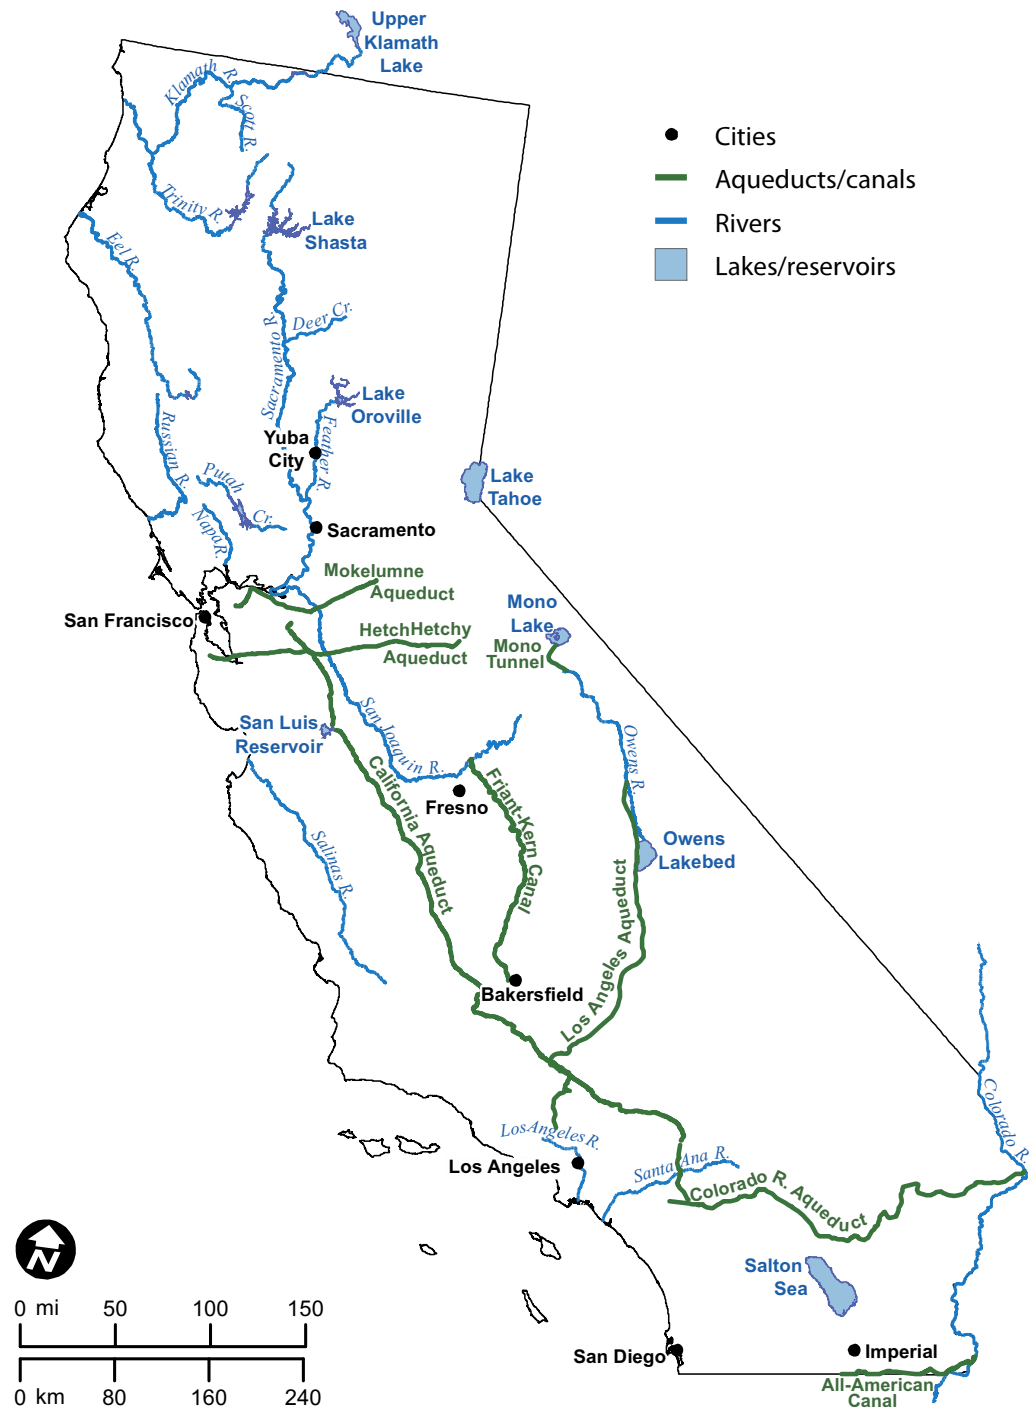 Upper
Klamath
Lake
Klamath R.
Scott R.
Cities
Aqueducts/canals
Rivers
Lakes/reservoirs
Trinity R.
Lake
Shasta
Eel R.
Deer Cr.
Sacramento R.
Lake
Oroville
Russian R.
Yuba
City
Feather R.
Putah
Cr.
Lake
Tahoe
Napa R.
Sacramento
Mokelumne
Aqueduct
Mono
Lake
San Francisco
HetchHetchy
Aqueduct
Mono
Tunnel
San Luis
Reservoir
San Joaquin R.
Owens R.
California Aqueduct
Friant-Kern Canal
Fresno
Salinas R.
Owens
Lakebed
Los Angeles Aqneduct
Bakersfield
Colorado R.
Los Angeles R.
Los Angeles
Santa Ana R.
Colorado R. Aqueduct
N
Salton
Sea
0 mi 50 100 150
San Diego
Imperial
0 km 80 160 240
All-American
Canal